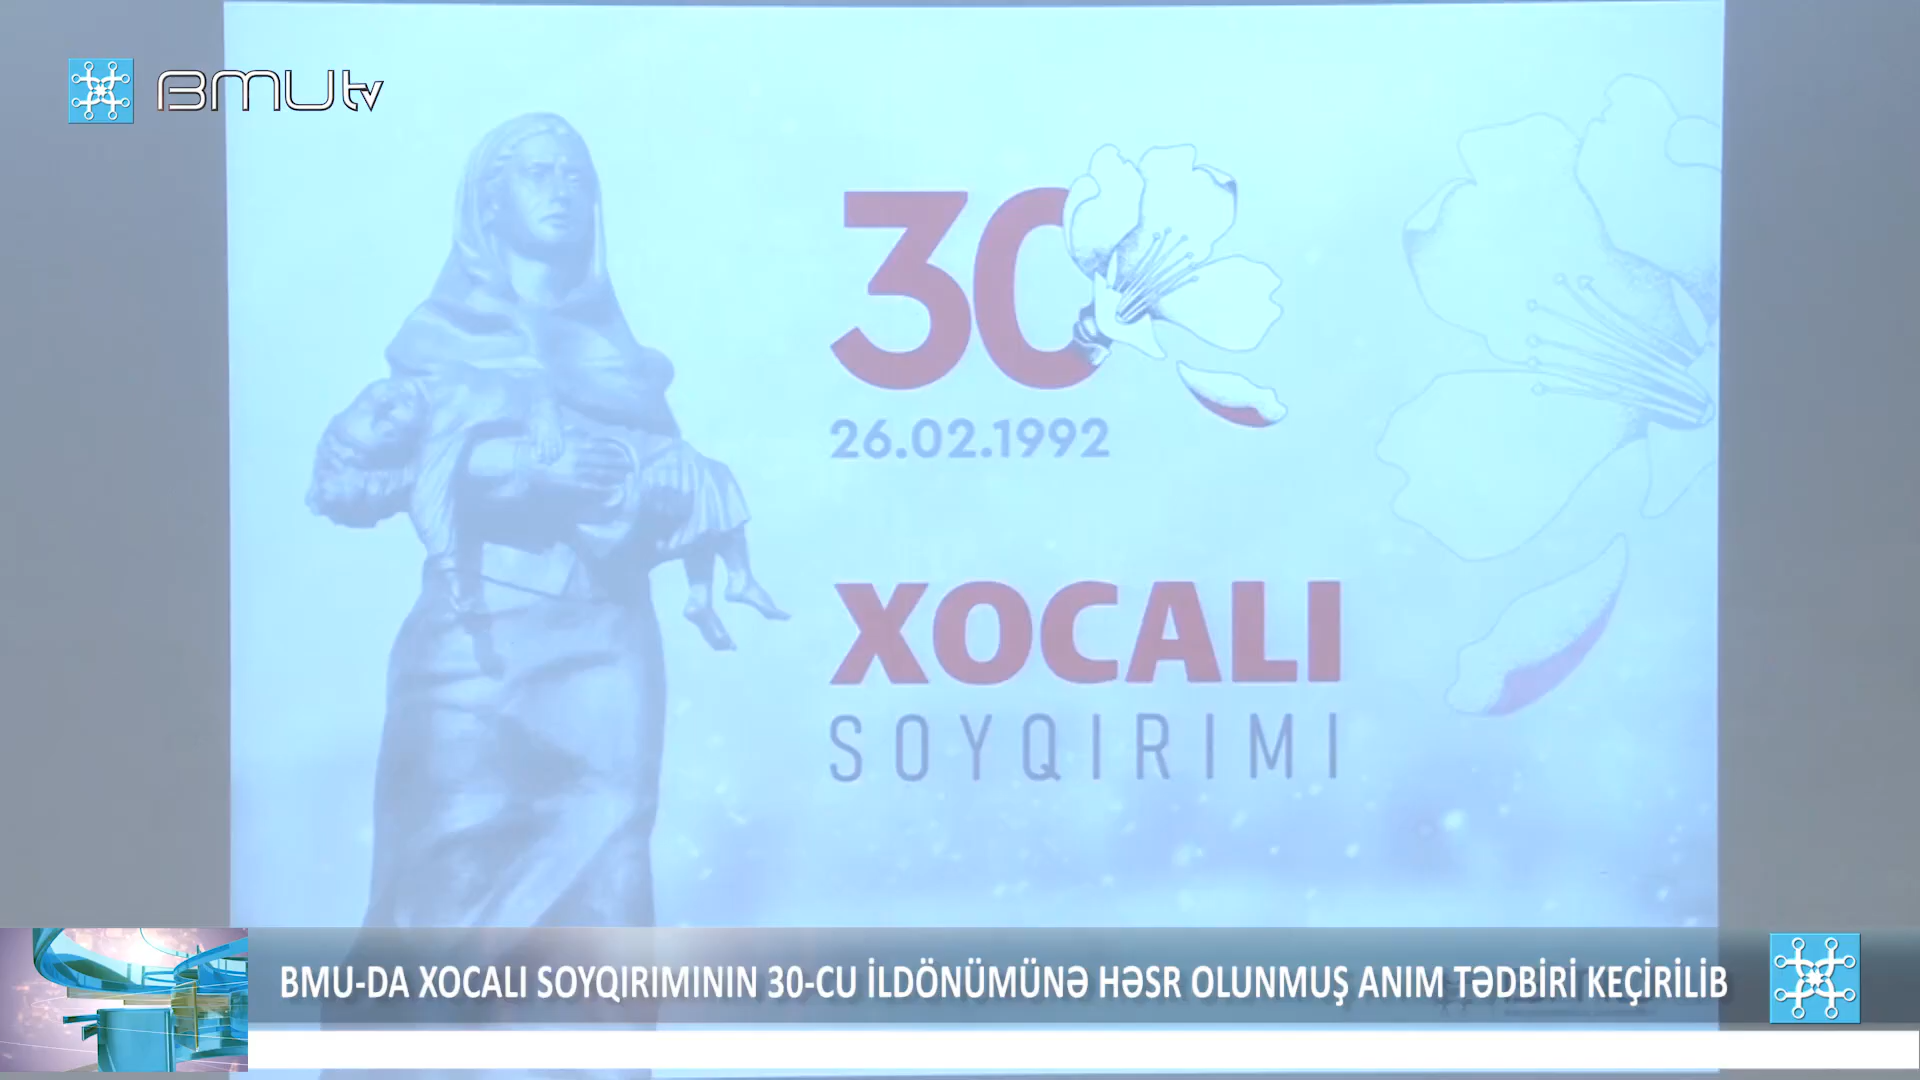 BMUtv
30
26.02.1992
XOCALI
SOYQIRIMI
BMU-DA XOCALI SOYQIRIMININ 30-CU İLDÖNÜMÜNƏ HƏSR OLUNMUŞ ANIM TƏDBİRİ KEÇİRİLİB